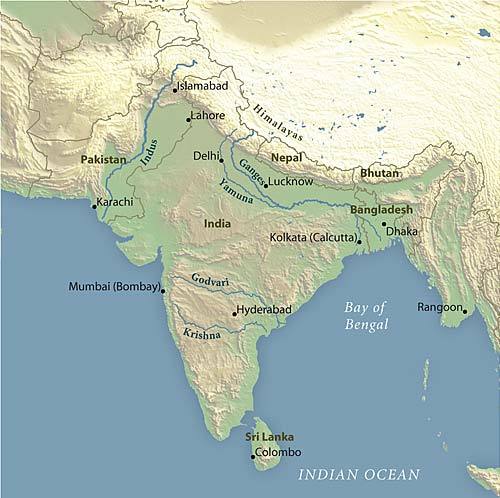 Islamabad
Lahore
Himalayas
Indus
Pakistan
Delhi
Nepal
Ganges
Bhutan
Lucknow
Yamuna
Karachi
Bangladesh
India
Dhaka
Kolkata (Calcutta)
Godvari
Mumbai (Bombay)
Hyderabad
Bay of
Bengal
Rangoon
Krishna
Sri Lanka
Colombo
INDIAN OCEAN